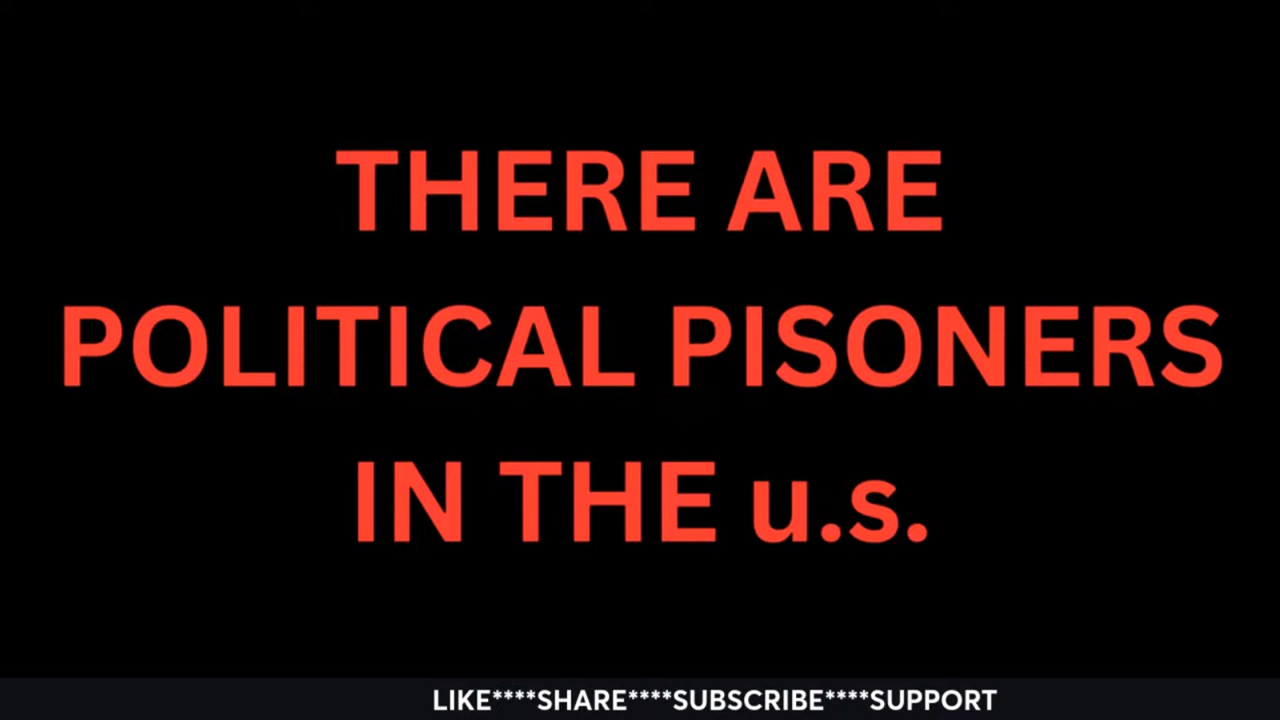 THERE ARE
POLITICAL PISONERS
IN THE u.s.
LIKE****SHARE****SUBSCRIBE****SUPPORT